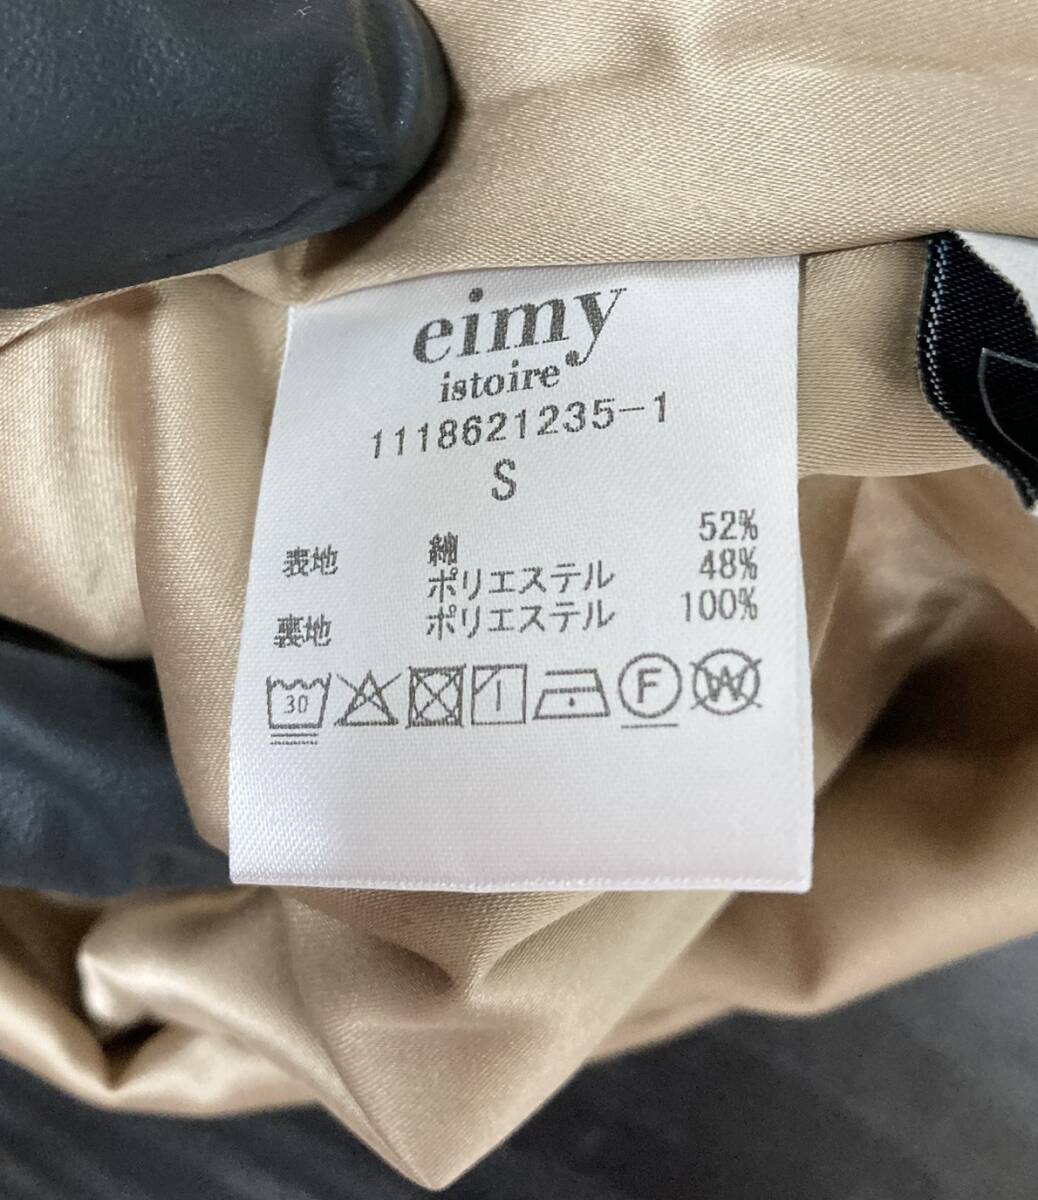 eimy
istoire
1118621235-1
S
表地 52%
ポリエステル 48%
裏地 ポリエステル 100%
30 F W